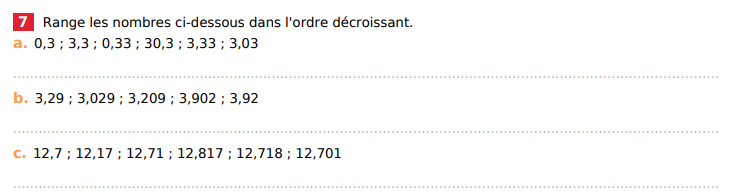 7 Range les nombres ci-dessous dans l'ordre décroissant.
a. 0,3 ; 3,3 ; 0,33 ; 30,3 ; 3,33 ; 3,03
b. 3,29 ; 3,029 ; 3,209 ; 3,902 ; 3,92
c. 12,7 ; 12,17 ; 12,71 ; 12,817 ; 12,718 ; 12,701